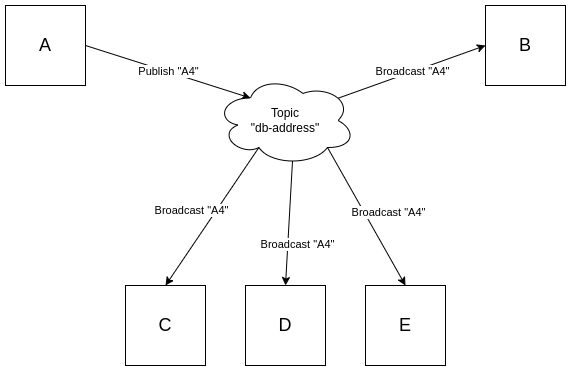 A
B
Publish "A4"
Broadcast "A4"
Topic
"db-address"
Broadcast "A4"
Broadcast "A4"
Broadcast "A4"
C
D
E